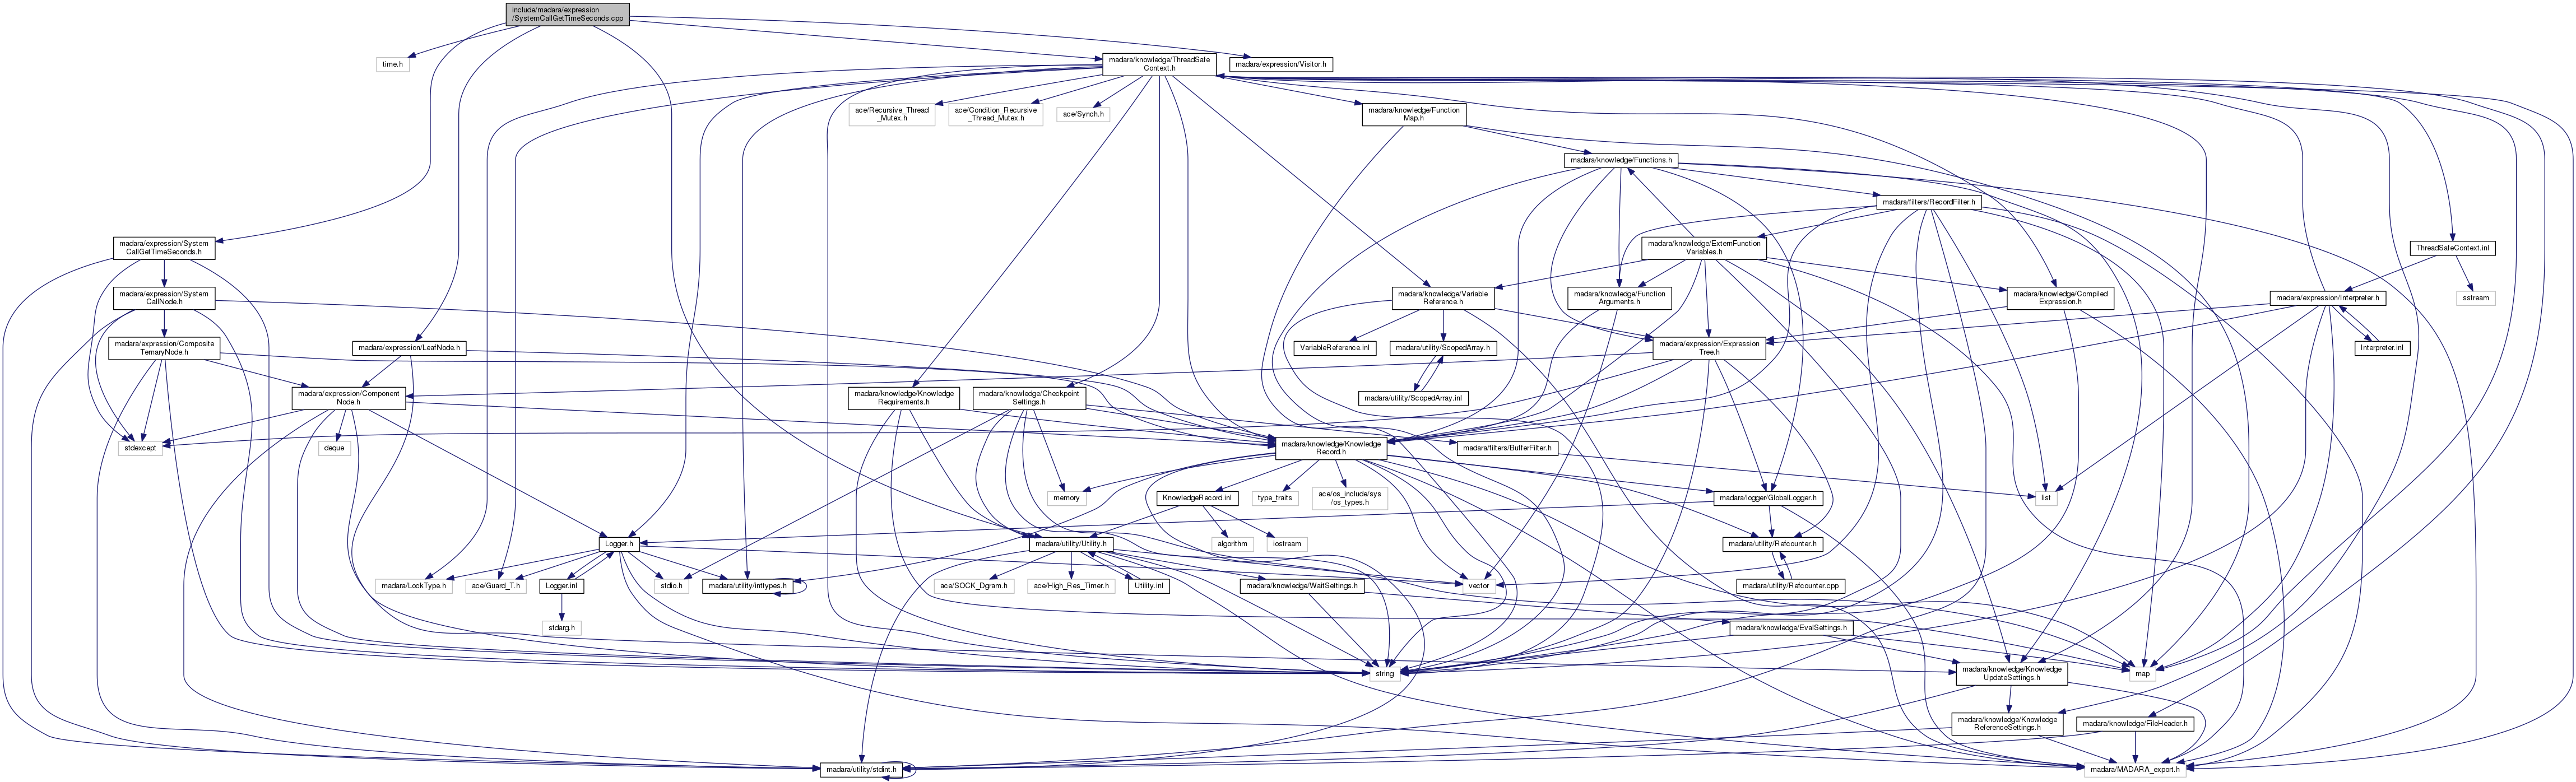 include/madara/expression
/SystemCallGetTimeSeconds.cpp
time.h
madara/knowledge/ThreadSafe
Context.h
madara/expression/Visitor.h
ace/Recursive_Thread
_Mutex.h
ace/Condition_Recursive
_Thread_Mutex.h
ace/Synch.h
madara/knowledge/Function
Map.h
madara/knowledge/Functions.h
madara/filters/RecordFilter.h
madara/expression/System
CallGetTimeSeconds.h
madara/knowledge/ExternFunction
Variables.h
ThreadSafeContext.inl
madara/expression/System
CallNode.h
madara/knowledge/Variable
Reference.h
madara/knowledge/Function
Arguments.h
madara/knowledge/Compiled
Expression.h
madara/expression/Interpreter.h
sstream
madara/expression/Composite
TernaryNode.h
madara/expression/LeafNode.h
VariableReference.inl
madara/utility/ScopedArray.h
madara/expression/Expression
Tree.h
Interpreter.inl
madara/expression/Component
Node.h
madara/knowledge/Knowledge
Requirements.h
madara/knowledge/Checkpoint
Settings.h
madara/utility/ScopedArray.inl
stdexcept
deque
madara/knowledge/Knowledge
Record.h
madara/filters/BufferFilter.h
memory
KnowledgeRecord.inl
type_traits
ace/os_include/sys
/os_types.h
madara/logger/GlobalLogger.h
list
Logger.h
madara/utility/Utility.h
algorithm
iostream
madara/utility/Refcounter.h
madara/LockType.h
ace/Guard_T.h
Logger.inl
stdio.h
madara/utility/inttypes.h
ace/SOCK_Dgram.h
ace/High_Res_Timer.h
Utility.inl
madara/knowledge/WaitSettings.h
vector
madara/utility/Refcounter.cpp
stdarg.h
madara/knowledge/EvalSettings.h
string
madara/knowledge/Knowledge
UpdateSettings.h
map
madara/knowledge/Knowledge
ReferenceSettings.h
madara/knowledge/FileHeader.h
madara/utility/stdint.h
madara/MADARA_export.h